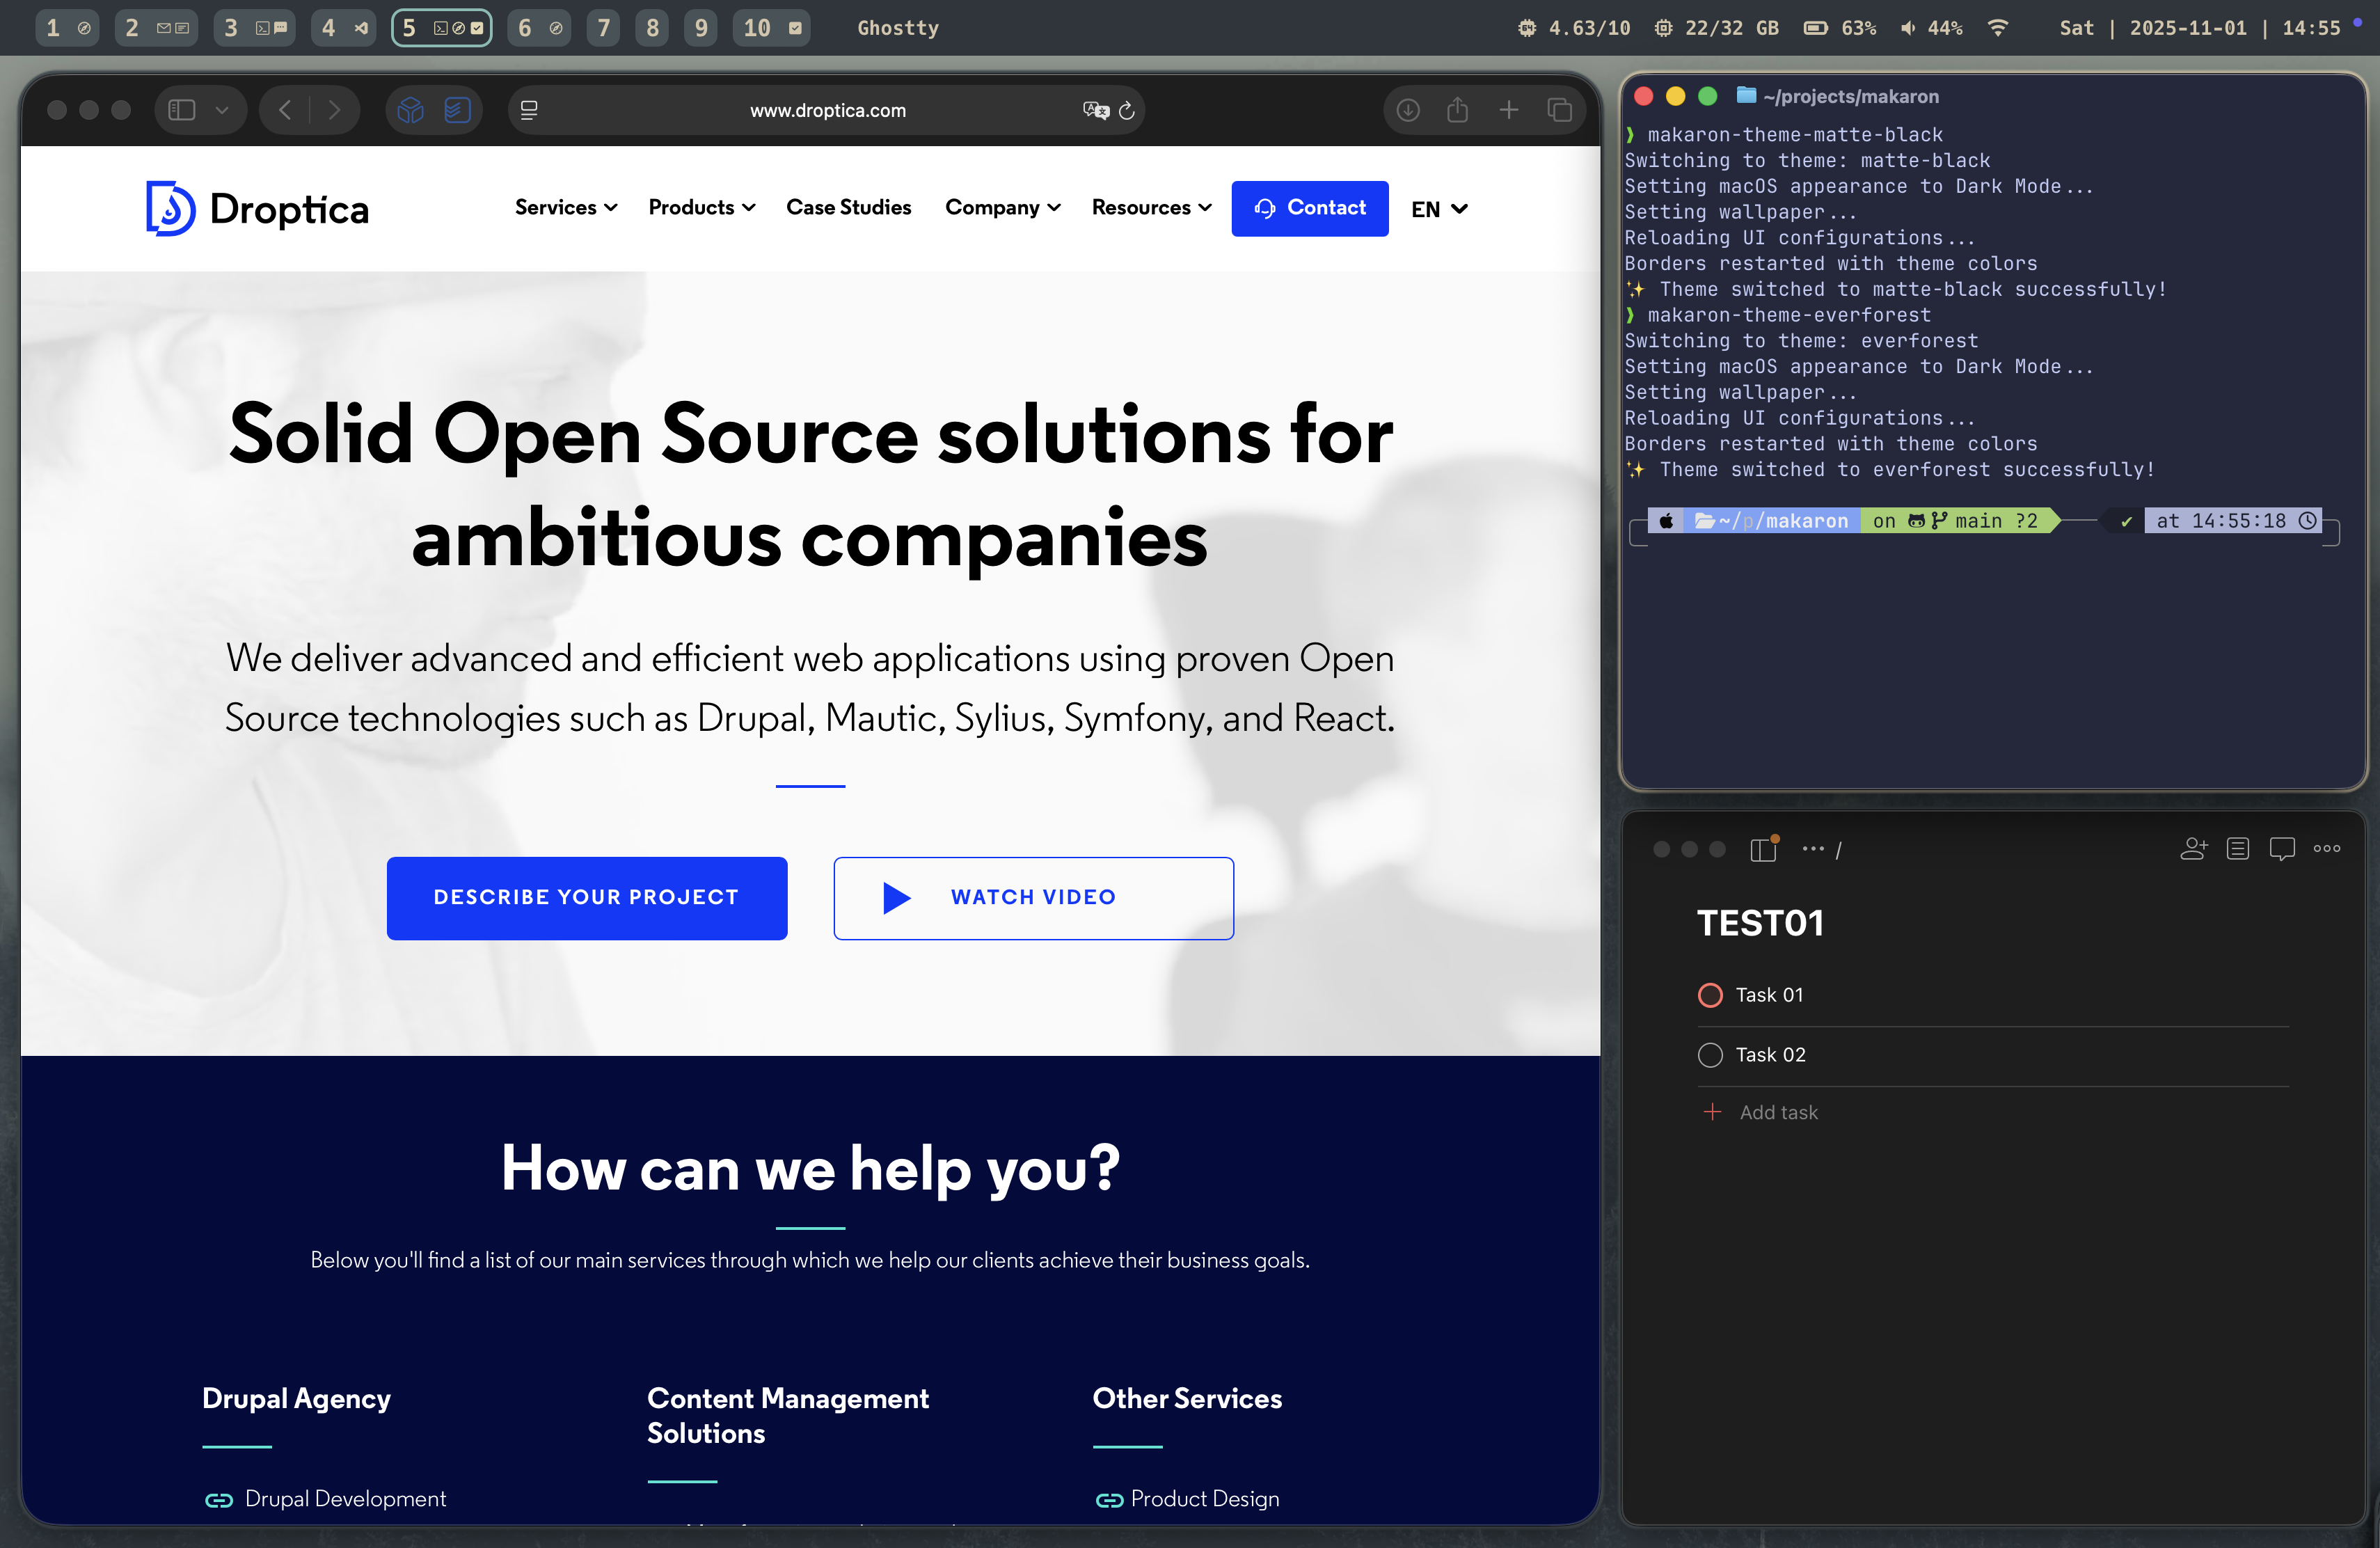 1 2 3 4 5 6 7 8 9 10 Ghostty 4.63/10 22/32 GB 63% 44% Sat | 2025-11-01 | 14:55
www.droptica.com
Droptica Services Products Case Studies Company Resources Contact EN
Solid Open Source solutions for
ambitious companies
We deliver advanced and efficient web applications using proven Open
Source technologies such as Drupal, Mautic, Sylius, Symfony, and React.
DESCRIBE YOUR PROJECT WATCH VIDEO
How can we help you?
Below you'll find a list of our main services through which we help our clients achieve their business goals.
Drupal Agency
Drupal Development
Content Management
Solutions
Other Services
Product Design
~/projects/makaron
❱ makaron-theme-matte-black
Switching to theme: matte-black
Setting macOS appearance to Dark Mode...
Setting wallpaper...
Reloading UI configurations...
Borders restarted with theme colors
✨ Theme switched to matte-black successfully!
❱ makaron-theme-everforest
Switching to theme: everforest
Setting macOS appearance to Dark Mode...
Setting wallpaper...
Reloading UI configurations...
Borders restarted with theme colors
✨ Theme switched to everforest successfully!
~/p/makaron on main ?2 ✔ at 14:55:18
... /
TEST01
Task 01
Task 02
+ Add task